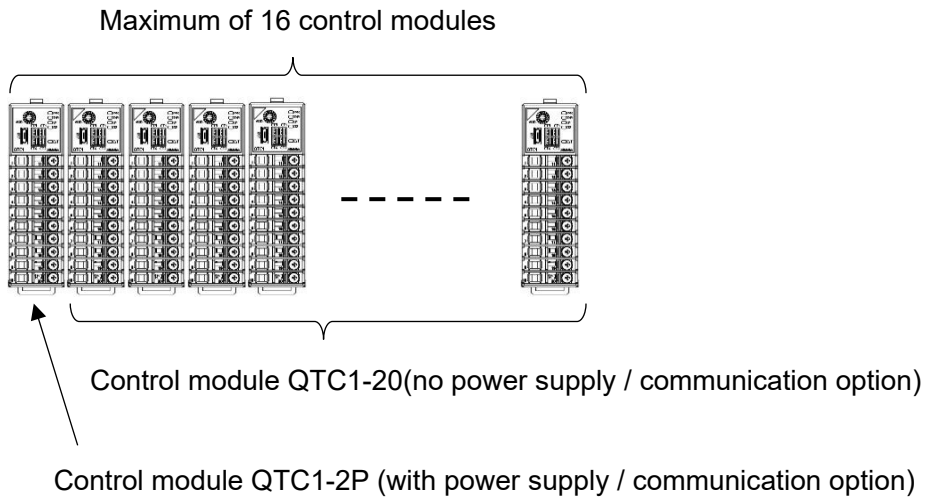 Maximum of 16 control modules
Control module QTC1-20(no power supply / communication option)
Control module QTC1-2P (with power supply / communication option)